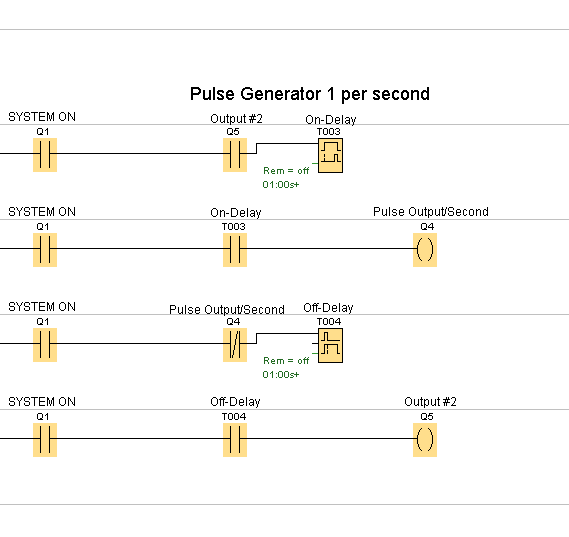 Pulse Generator 1 per second
SYSTEM ON Output #2 On-Delay
Q1 Q5 T003
Rem = off
01:00s+
SYSTEM ON On-Delay Pulse Output/Second
Q1 T003 Q4
SYSTEM ON Pulse Output/Second Off-Delay
Q1 Q4 T004
Rem = off
01:00s+
SYSTEM ON Off-Delay Output #2
Q1 T004 Q5